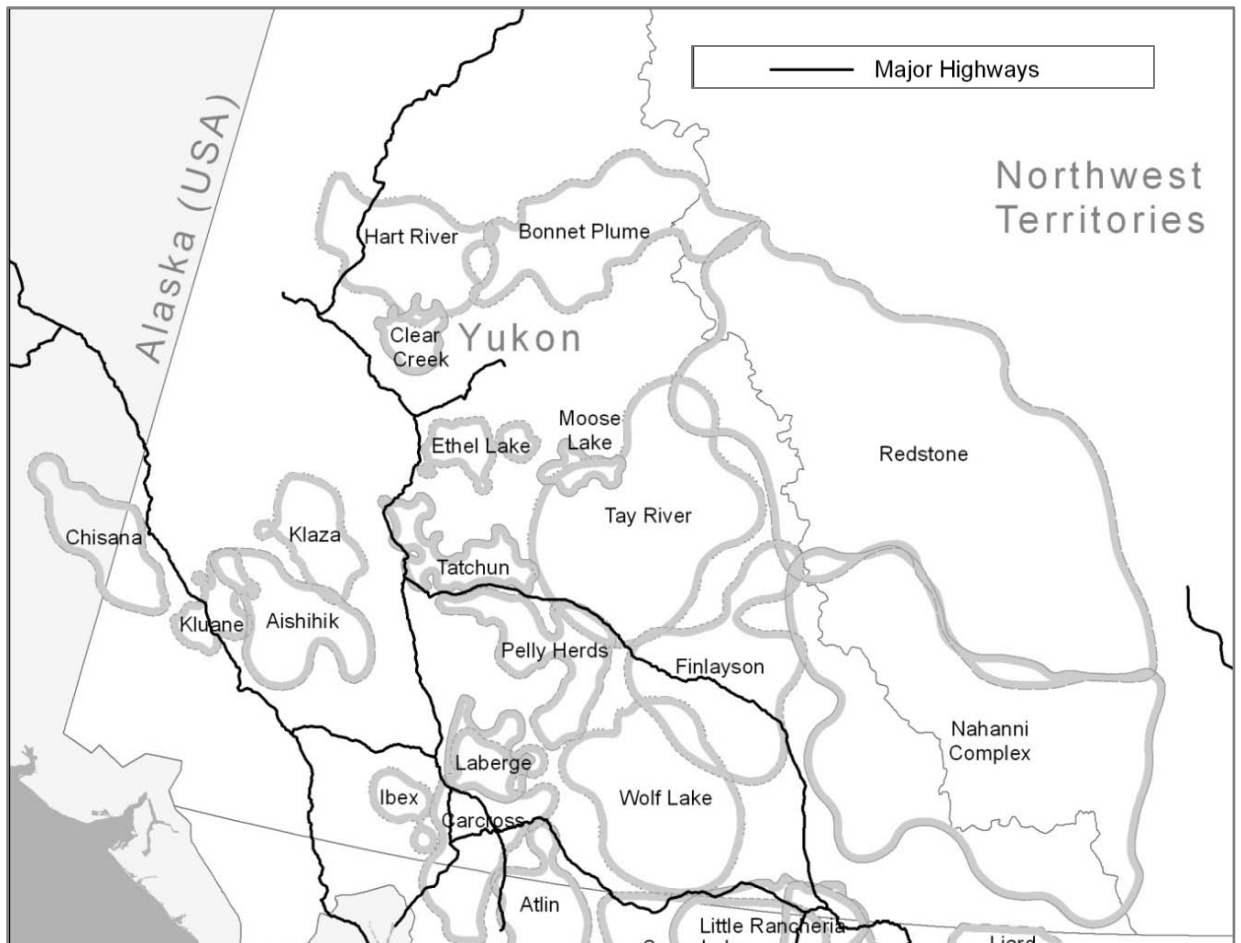 Major Highways
Alaska (USA)
Northwest
Territories
Hart River
Bonnet Plume
Clear
Creek
Yukon
Moose
Lake
Ethel Lake
Redstone
Tay River
Chisana
Klaza
Tatchun
Kluane
Aishihik
Pelly Herds
Finlayson
Nahanni
Complex
Laberge
Ibex
Wolf Lake
Carcross
Atlin
Little Rancheria
Liard